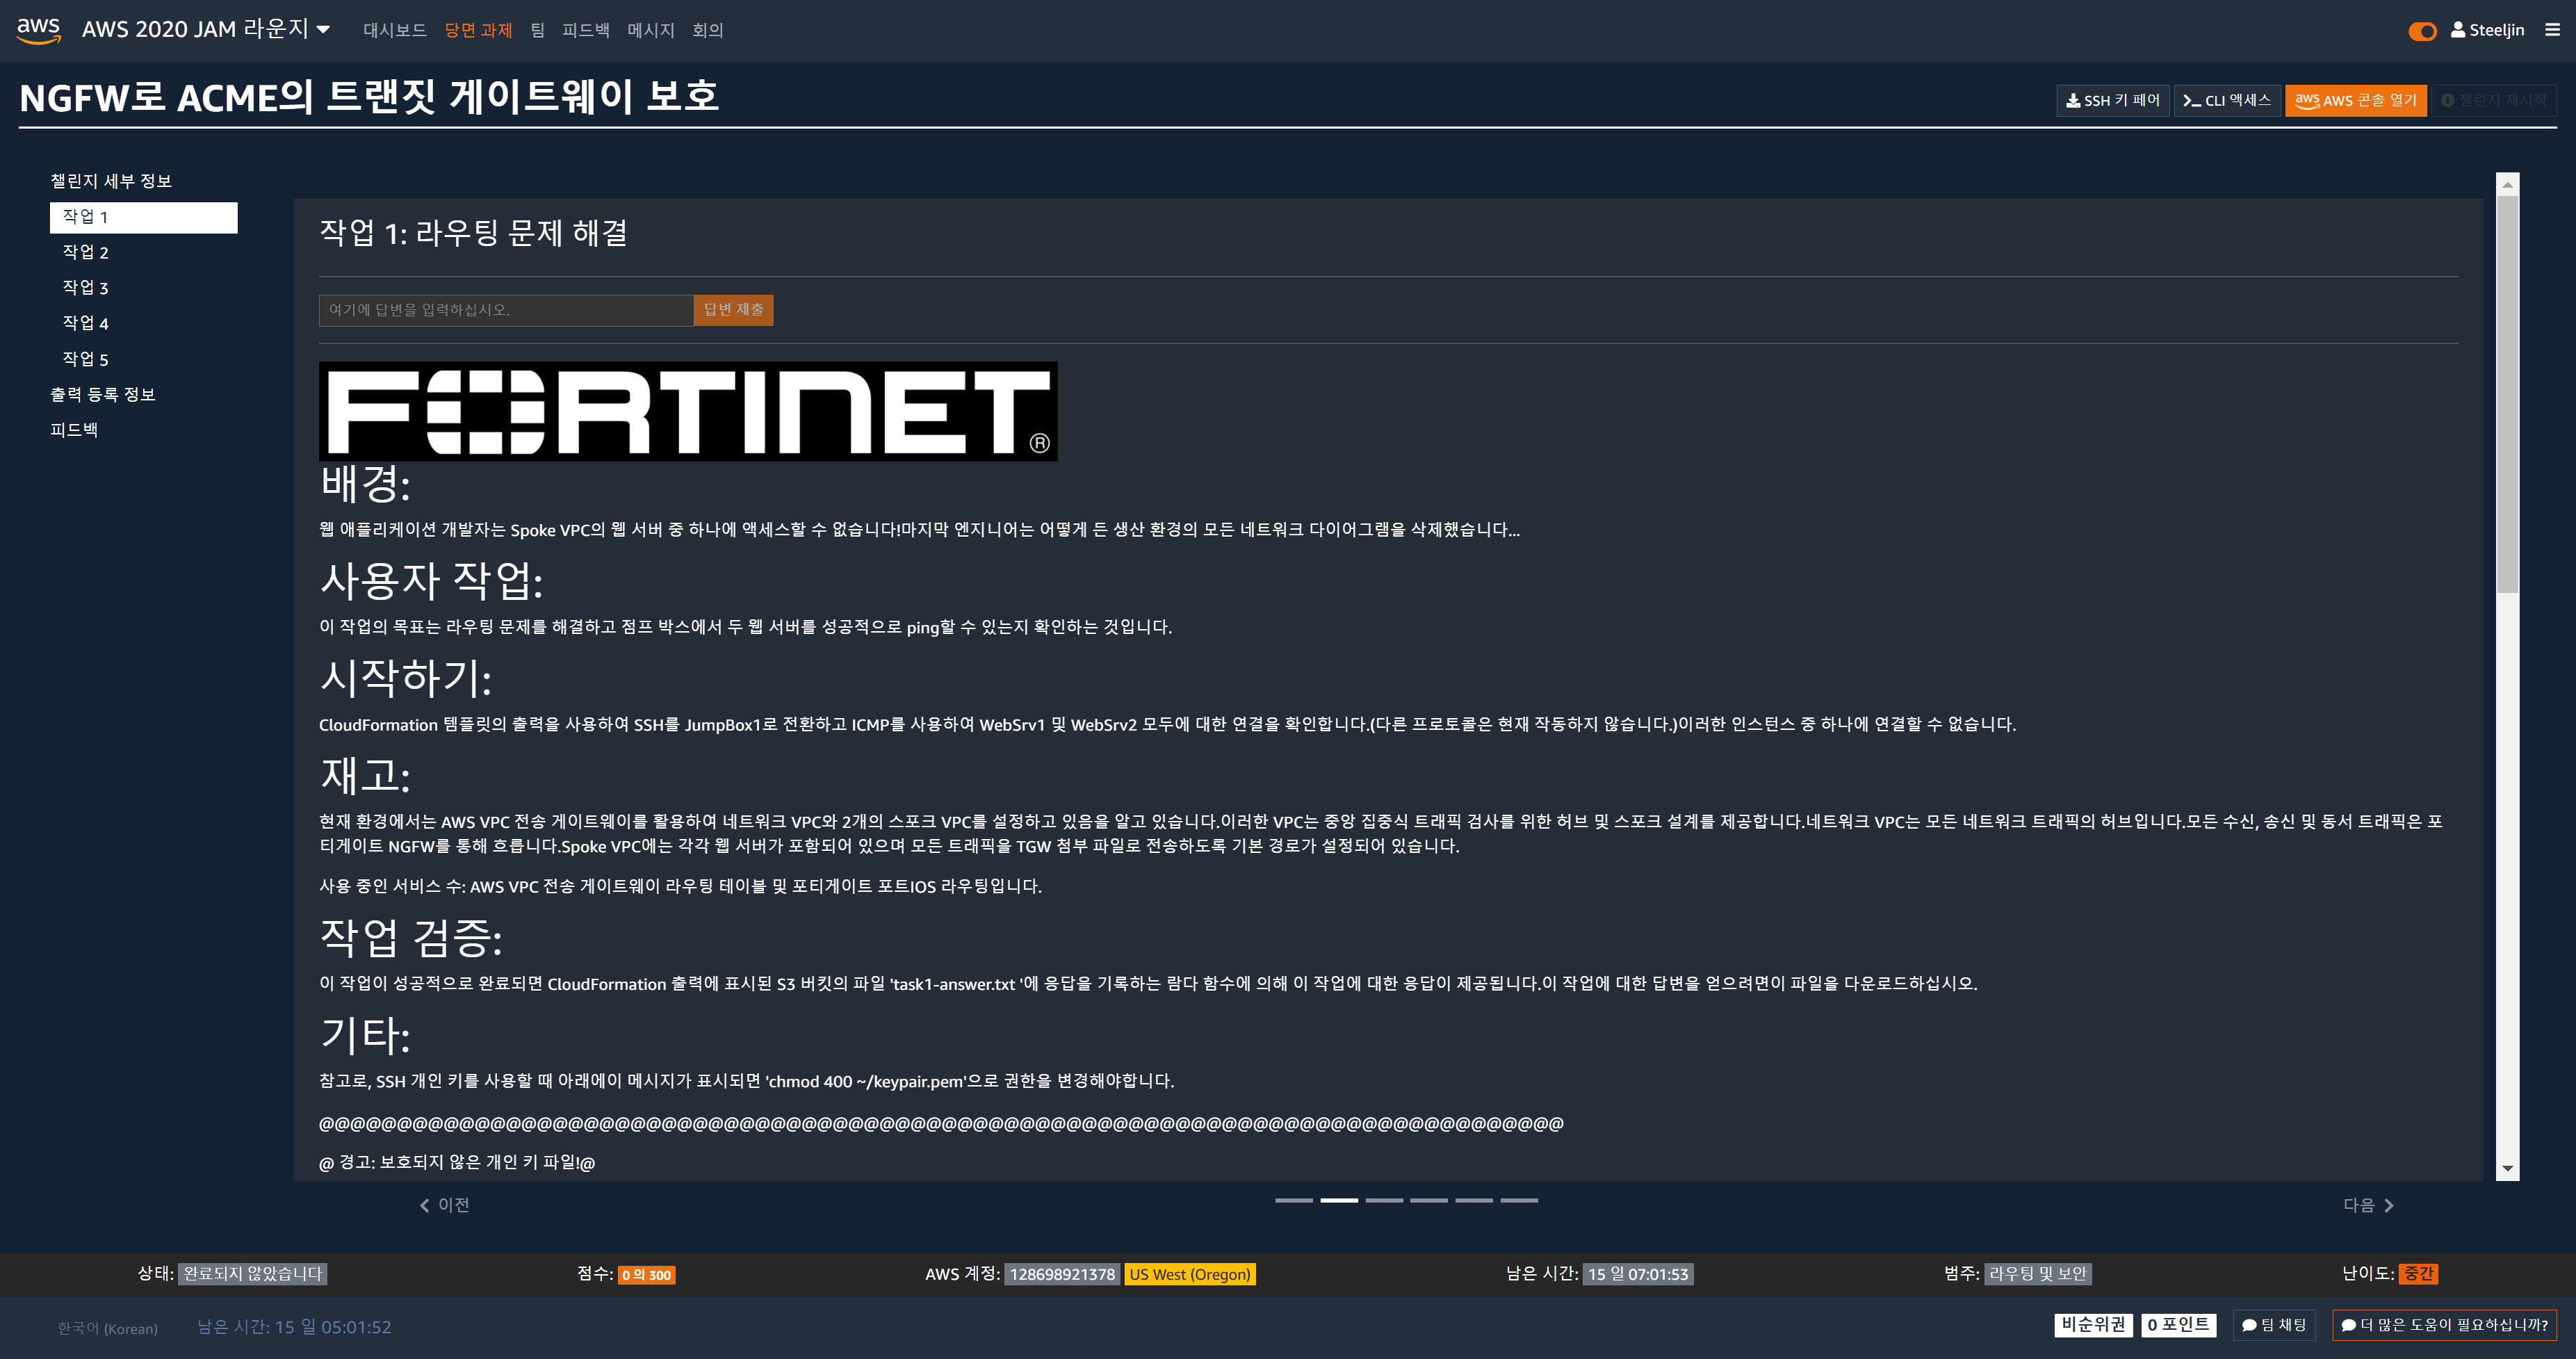 aws AWS 2020 JAM 라운지 대시보드 당면 과제 팀 피드백 메시지 회의 Steeljin
NGFW로 ACME의 트랜짓 게이트웨이 보호
SSH 키 페어 CLI 액세스 aws AWS 콘솔 열기 챌린지 재시작
챌린지 세부 정보
작업 1
작업 2
작업 3
작업 4
작업 5
출력 등록 정보
피드백
작업 1: 라우팅 문제 해결
여기에 답변을 입력하십시오. 답변 제출
FORTINET®
배경:
웹 애플리케이션 개발자는 Spoke VPC의 웹 서버 중 하나에 액세스할 수 없습니다!마지막 엔지니어는 어떻게 든 생산 환경의 모든 네트워크 다이어그램을 삭제했습니다...
사용자 작업:
이 작업의 목표는 라우팅 문제를 해결하고 점프 박스에서 두 웹 서버를 성공적으로 ping할 수 있는지 확인하는 것입니다.
시작하기:
CloudFormation 템플릿의 출력을 사용하여 SSH를 JumpBox1로 전환하고 ICMP를 사용하여 WebSrv1 및 WebSrv2 모두에 대한 연결을 확인합니다.(다른 프로토콜은 현재 작동하지 않습니다.)이러한 인스턴스 중 하나에 연결할 수 없습니다.
재고:
현재 환경에서는 AWS VPC 전송 게이트웨이를 활용하여 네트워크 VPC와 2개의 스포크 VPC를 설정하고 있음을 알고 있습니다.이러한 VPC는 중앙 집중식 트래픽 검사를 위한 허브 및 스포크 설계를 제공합니다.네트워크 VPC는 모든 네트워크 트래픽의 허브입니다.모든 수신, 송신 및 동서 트래픽은 포
티게이트 NGFW를 통해 흐릅니다.Spoke VPC에는 각각 웹 서버가 포함되어 있으며 모든 트래픽을 TGW 첨부 파일로 전송하도록 기본 경로가 설정되어 있습니다.
사용 중인 서비스 수: AWS VPC 전송 게이트웨이 라우팅 테이블 및 포티게이트 포트IOS 라우팅입니다.
작업 검증:
이 작업이 성공적으로 완료되면 CloudFormation 출력에 표시된 S3 버킷의 파일 'task1-answer.txt '에 응답을 기록하는 람다 함수에 의해 이 작업에 대한 응답이 제공됩니다.이 작업에 대한 답변을 얻으려면이 파일을 다운로드하십시오.
기타:
참고로, SSH 개인 키를 사용할 때 아래에이 메시지가 표시되면 'chmod 400 ~/keypair.pem'으로 권한을 변경해야합니다.
@@@@@@@@@@@@@@@@@@@@@@@@@@@@@@@@@@@@@@@@@@@@@@@@@@@@@@@@@@@@@@@@@@@@@@@@@@@@@@@@
@ 경고: 보호되지 않은 개인 키 파일!@
이전 다음
상태: 완료되지 않았습니다 점수: 0 의 300 AWS 계정: 128698921378 US West (Oregon) 남은 시간: 15 일 07:01:53 범주: 라우팅 및 보안 난이도: 중간
한국어 (Korean) 남은 시간: 15 일 05:01:52 비순위권 0 포인트 팀 채팅 더 많은 도움이 필요하십니까?